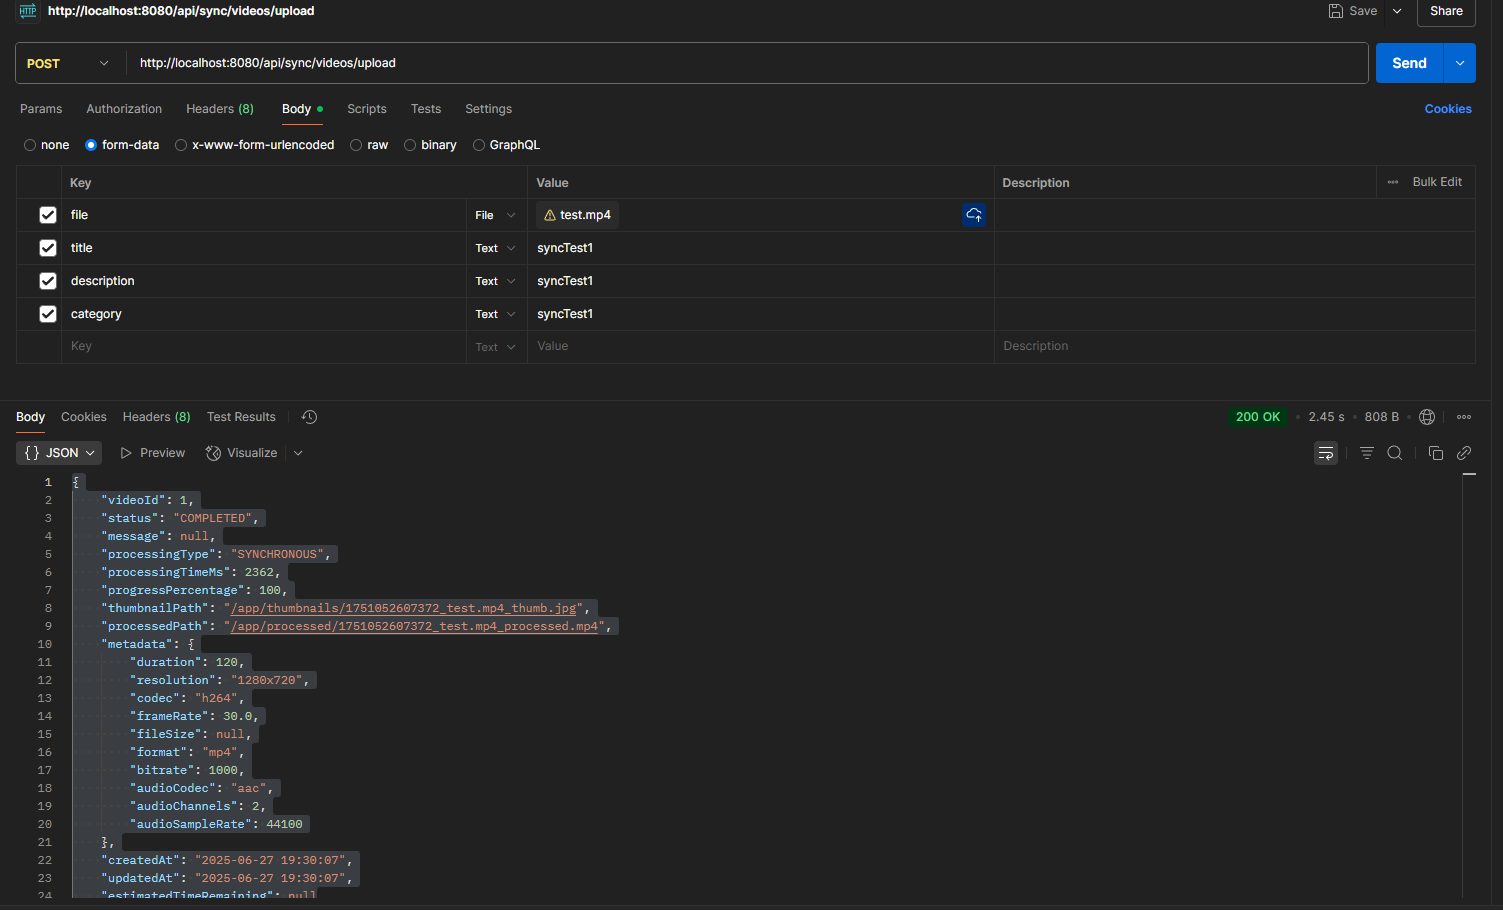 HTTP http://localhost:8080/api/sync/videos/upload Save Share
POST http://localhost:8080/api/sync/videos/upload Send
Params Authorization Headers (8) Body Scripts Tests Settings Cookies
none form-data x-www-form-urlencoded raw binary GraphQL
Key Value Description Bulk Edit
file File test.mp4
title Text syncTest1
description Text syncTest1
category Text syncTest1
Key Text Value Description
Body Cookies Headers (8) Test Results 200 OK 2.45 s 808 B
{} JSON Preview Visualize
1 {
2 "videoId": 1,
3 "status": "COMPLETED",
4 "message": null,
5 "processingType": "SYNCHRONOUS",
6 "processingTimeMs": 2362,
7 "progressPercentage": 100,
8 "thumbnailPath": "/app/thumbnails/1751052607372_test.mp4_thumb.jpg",
9 "processedPath": "/app/processed/1751052607372_test.mp4_processed.mp4",
10 "metadata": {
11 "duration": 120,
12 "resolution": "1280x720",
13 "codec": "h264",
14 "frameRate": 30.0,
15 "fileSize": null,
16 "format": "mp4",
17 "bitrate": 1000,
18 "audioCodec": "aac",
19 "audioChannels": 2,
20 "audioSampleRate": 44100
21 },
22 "createdAt": "2025-06-27 19:30:07",
23 "updatedAt": "2025-06-27 19:30:07",
24 "estimatedTimeRemaining": null